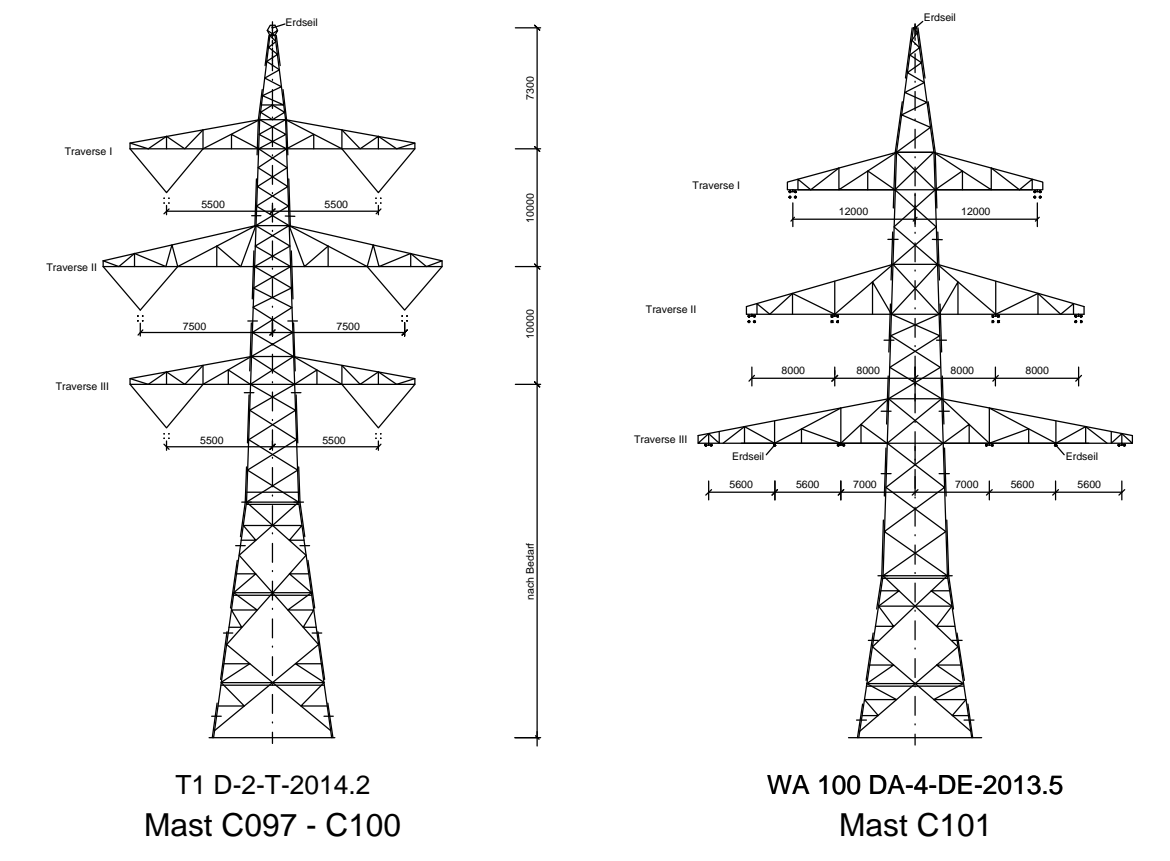 Erdseil
7300
Traverse I
5500 5500
10000
Traverse II
7500 7500
10000
Traverse III
5500 5500
nach Bedarf
T1 D-2-T-2014.2
Mast C097 - C100
Erdseil
Traverse I
12000 12000
Traverse II
8000 8000 8000 8000
Traverse III
Erdseil Erdseil
5600 5600 7000 7000 5600 5600
WA 100 DA-4-DE-2013.5
Mast C101